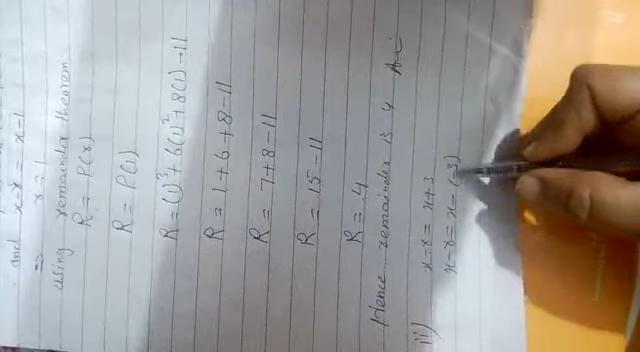 and x-r = x-1
⇒ x = 1
using remainder theorem
R = P(r)
R = P(1)
R = (1)³ + 6(1)² + 8(1) - 11
R = 1 + 6 + 8 - 11
R = 7 + 8 - 11
R = 15 - 11
R = 4
Hence remainder is 4 Ans
ii) x-r = x+3
x-r = x-(-3)